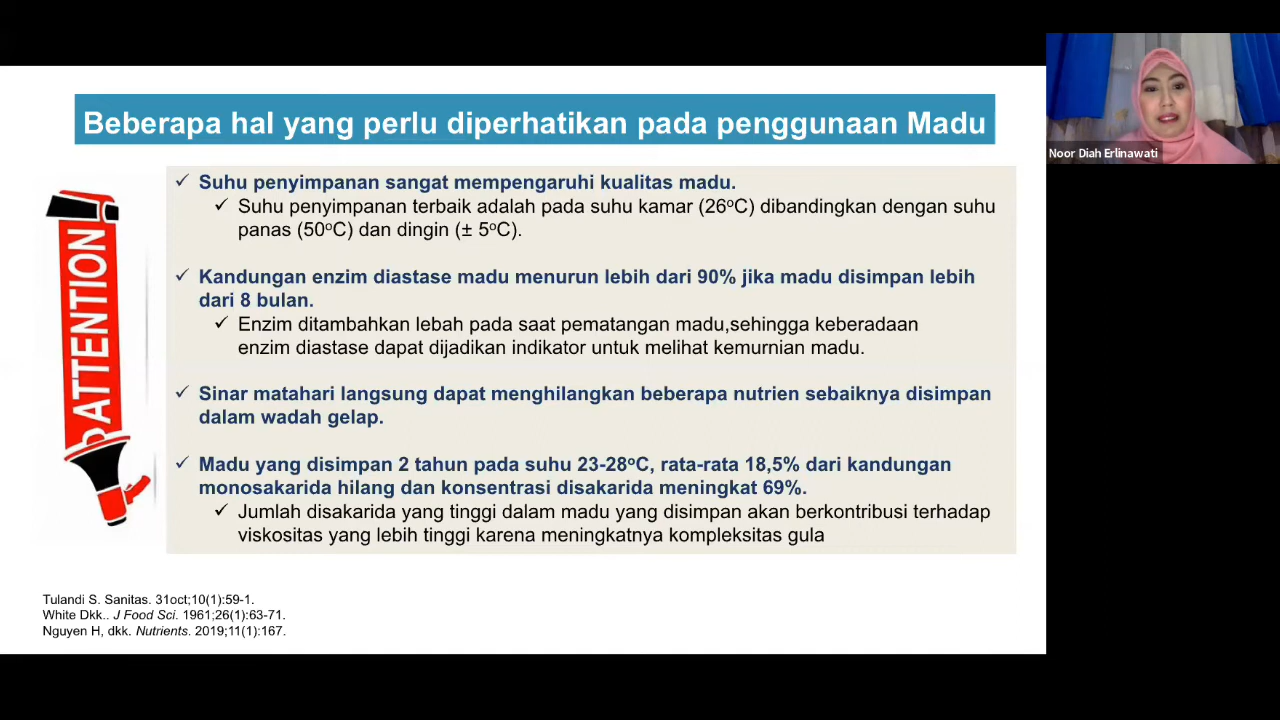 Beberapa hal yang perlu diperhatikan pada penggunaan Madu
Noor Diah Erlinawati
ATTENTION
✓ Suhu penyimpanan sangat mempengaruhi kualitas madu.
✓ Suhu penyimpanan terbaik adalah pada suhu kamar (26ºC) dibandingkan dengan suhu
panas (50ºC) dan dingin (± 5ºC).
✓ Kandungan enzim diastase madu menurun lebih dari 90% jika madu disimpan lebih
dari 8 bulan.
✓ Enzim ditambahkan lebah pada saat pematangan madu,sehingga keberadaan
enzim diastase dapat dijadikan indikator untuk melihat kemurnian madu.
✓ Sinar matahari langsung dapat menghilangkan beberapa nutrien sebaiknya disimpan
dalam wadah gelap.
✓ Madu yang disimpan 2 tahun pada suhu 23-28ºC, rata-rata 18,5% dari kandungan
monosakarida hilang dan konsentrasi disakarida meningkat 69%.
✓ Jumlah disakarida yang tinggi dalam madu yang disimpan akan berkontribusi terhadap
viskositas yang lebih tinggi karena meningkatnya kompleksitas gula
Tulandi S. Sanitas. 31oct;10(1):59-1.
White Dkk.. J Food Sci. 1961;26(1):63-71.
Nguyen H, dkk. Nutrients. 2019;11(1):167.